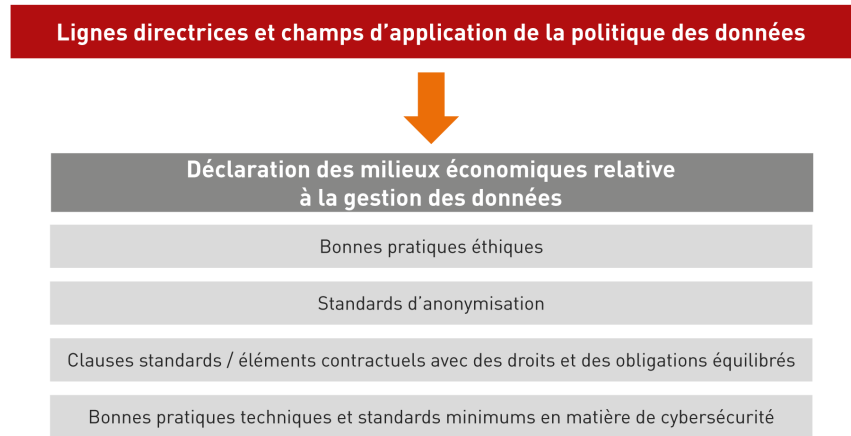 Lignes directrices et champs d’application de la politique des données
Déclaration des milieux économiques relative
à la gestion des données
Bonnes pratiques éthiques
Standards d’anonymisation
Clauses standards / éléments contractuels avec des droits et des obligations équilibrés
Bonnes pratiques techniques et standards minimums en matière de cybersécurité